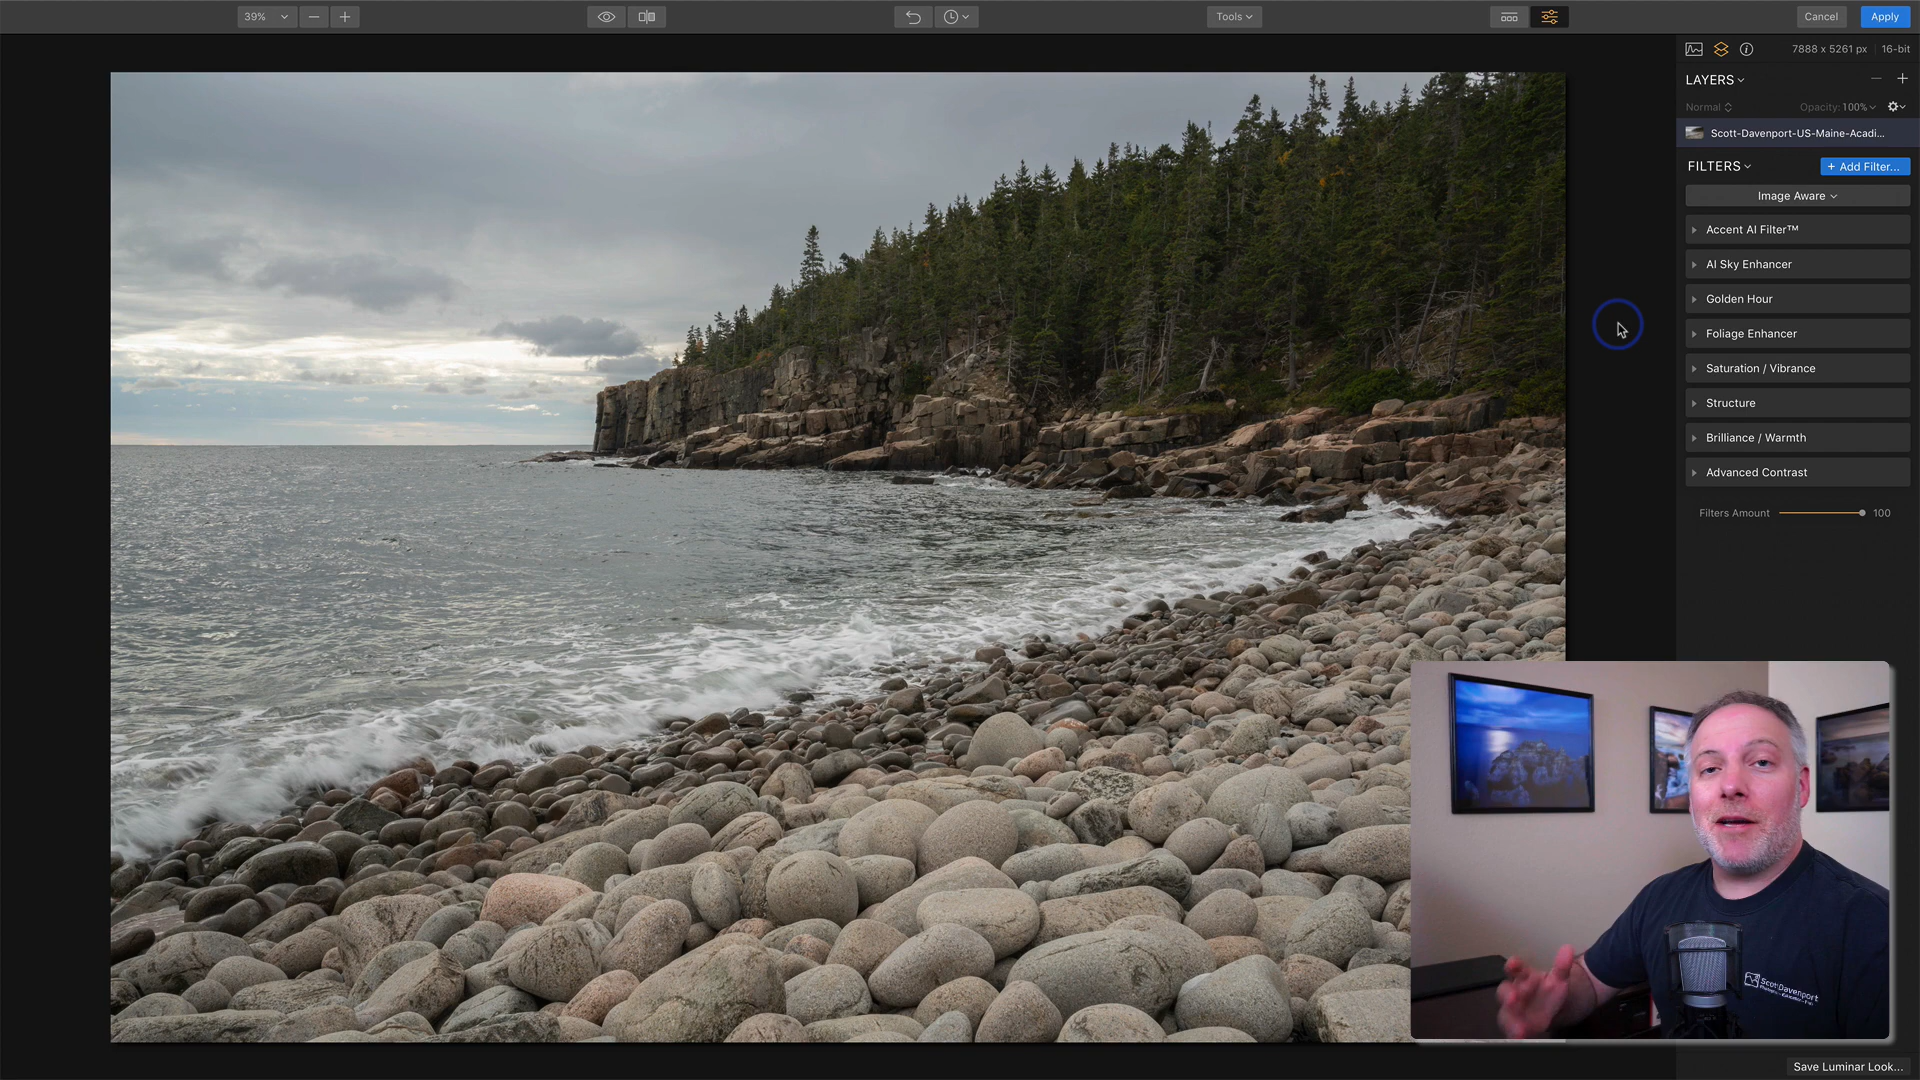 39%
Tools
Cancel
Apply
7888 x 5261 px
16-bit
LAYERS
Normal
Opacity: 100%
Scott-Davenport-US-Maine-Acadi...
FILTERS
+ Add Filter...
Image Aware
Accent AI Filter™
AI Sky Enhancer
Golden Hour
Foliage Enhancer
Saturation / Vibrance
Structure
Brilliance / Warmth
Advanced Contrast
Filters Amount
100
ScottDavenport
Save Luminar Look...